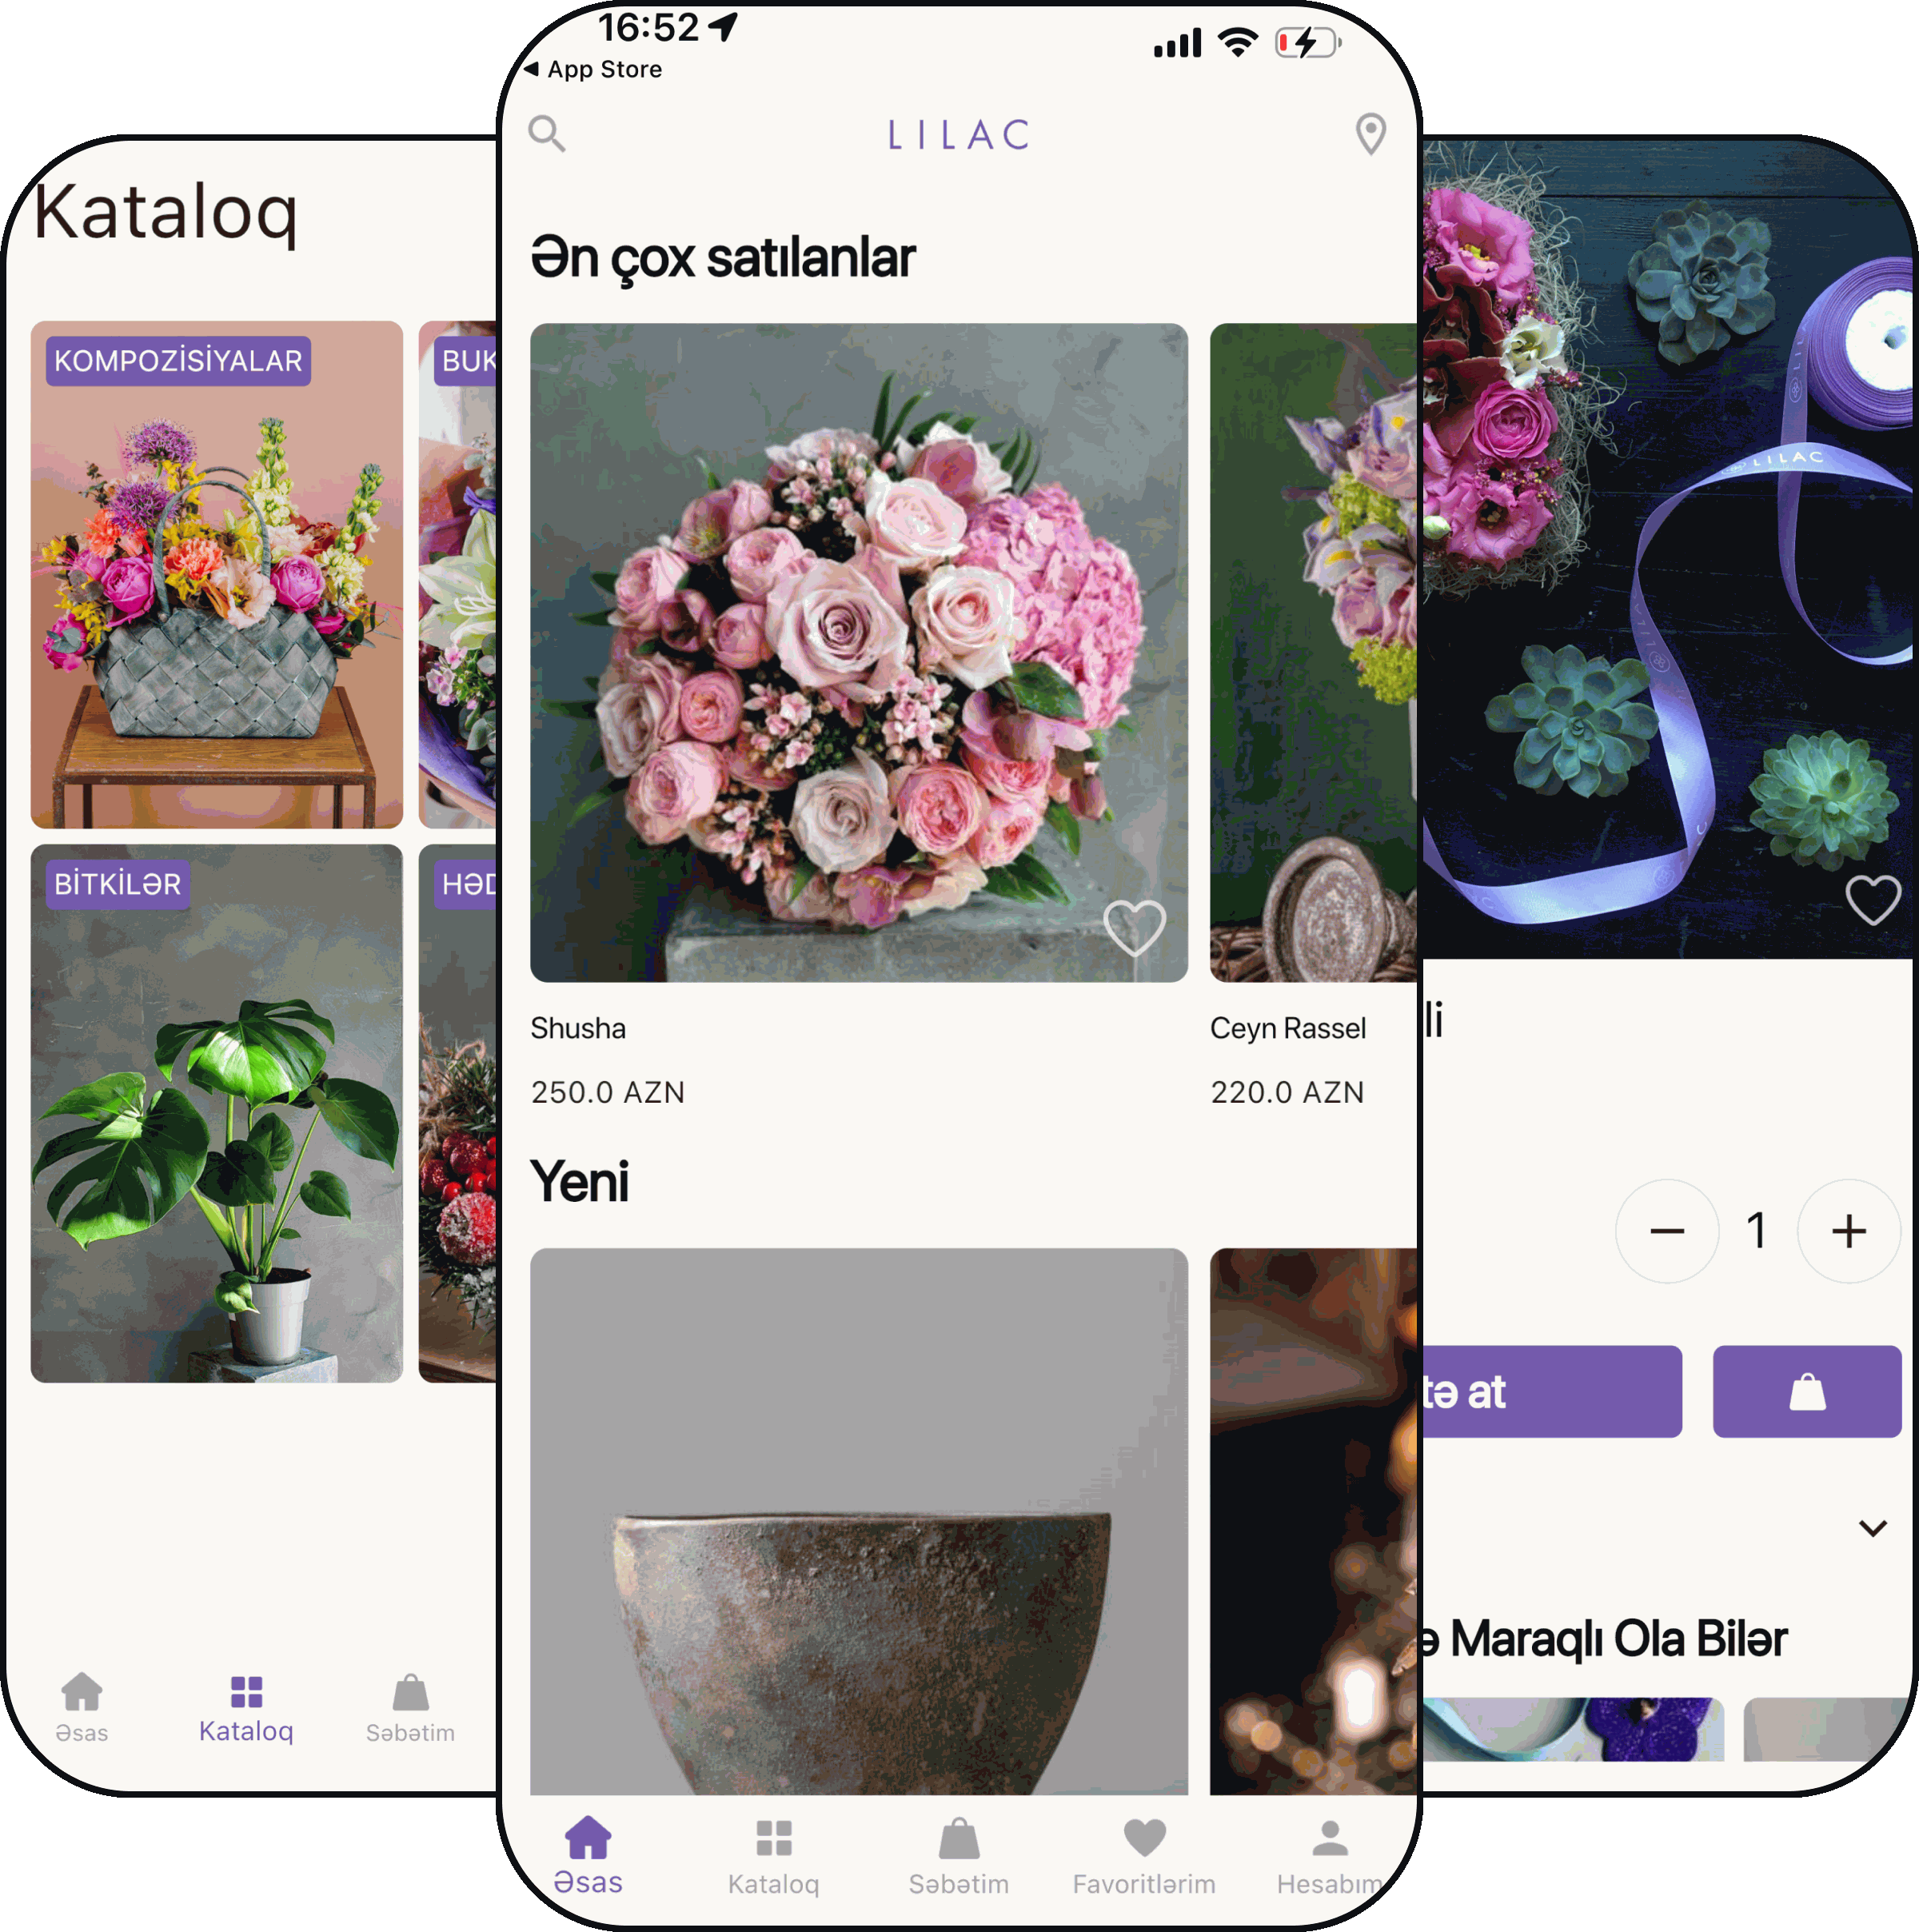 Kataloq
KOMPOZİSİYALAR
BUK
BİTKİLƏR
HƏD
Əsas
Kataloq
Səbətim
16:52
App Store
LILAC
Ən çox satılanlar
Shusha
250.0 AZN
Ceyn Rassel
220.0 AZN
Yeni
Əsas
Kataloq
Səbətim
Favoritlərim
Hesabım
LILAC
li
1
tə at
ə Maraqlı Ola Bilər